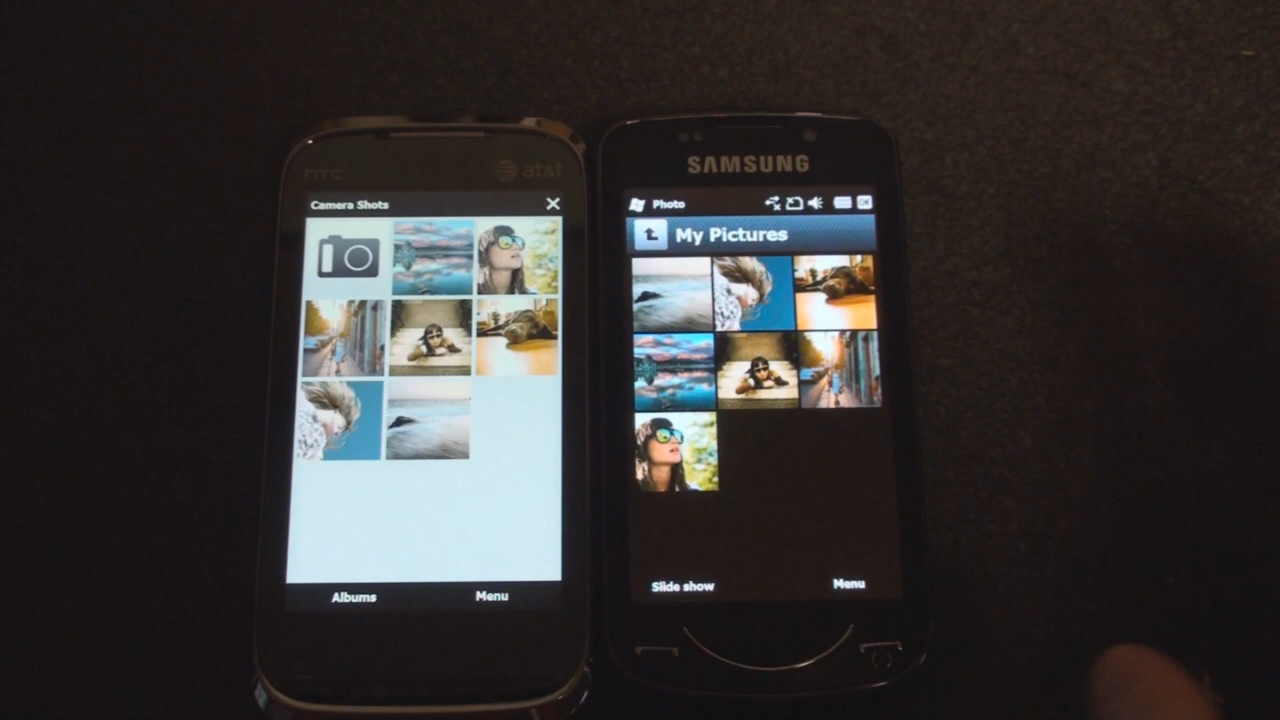 hTC
at&t
Camera Shots
Albums
Menu
SAMSUNG
Photo
My Pictures
Slide show
Menu